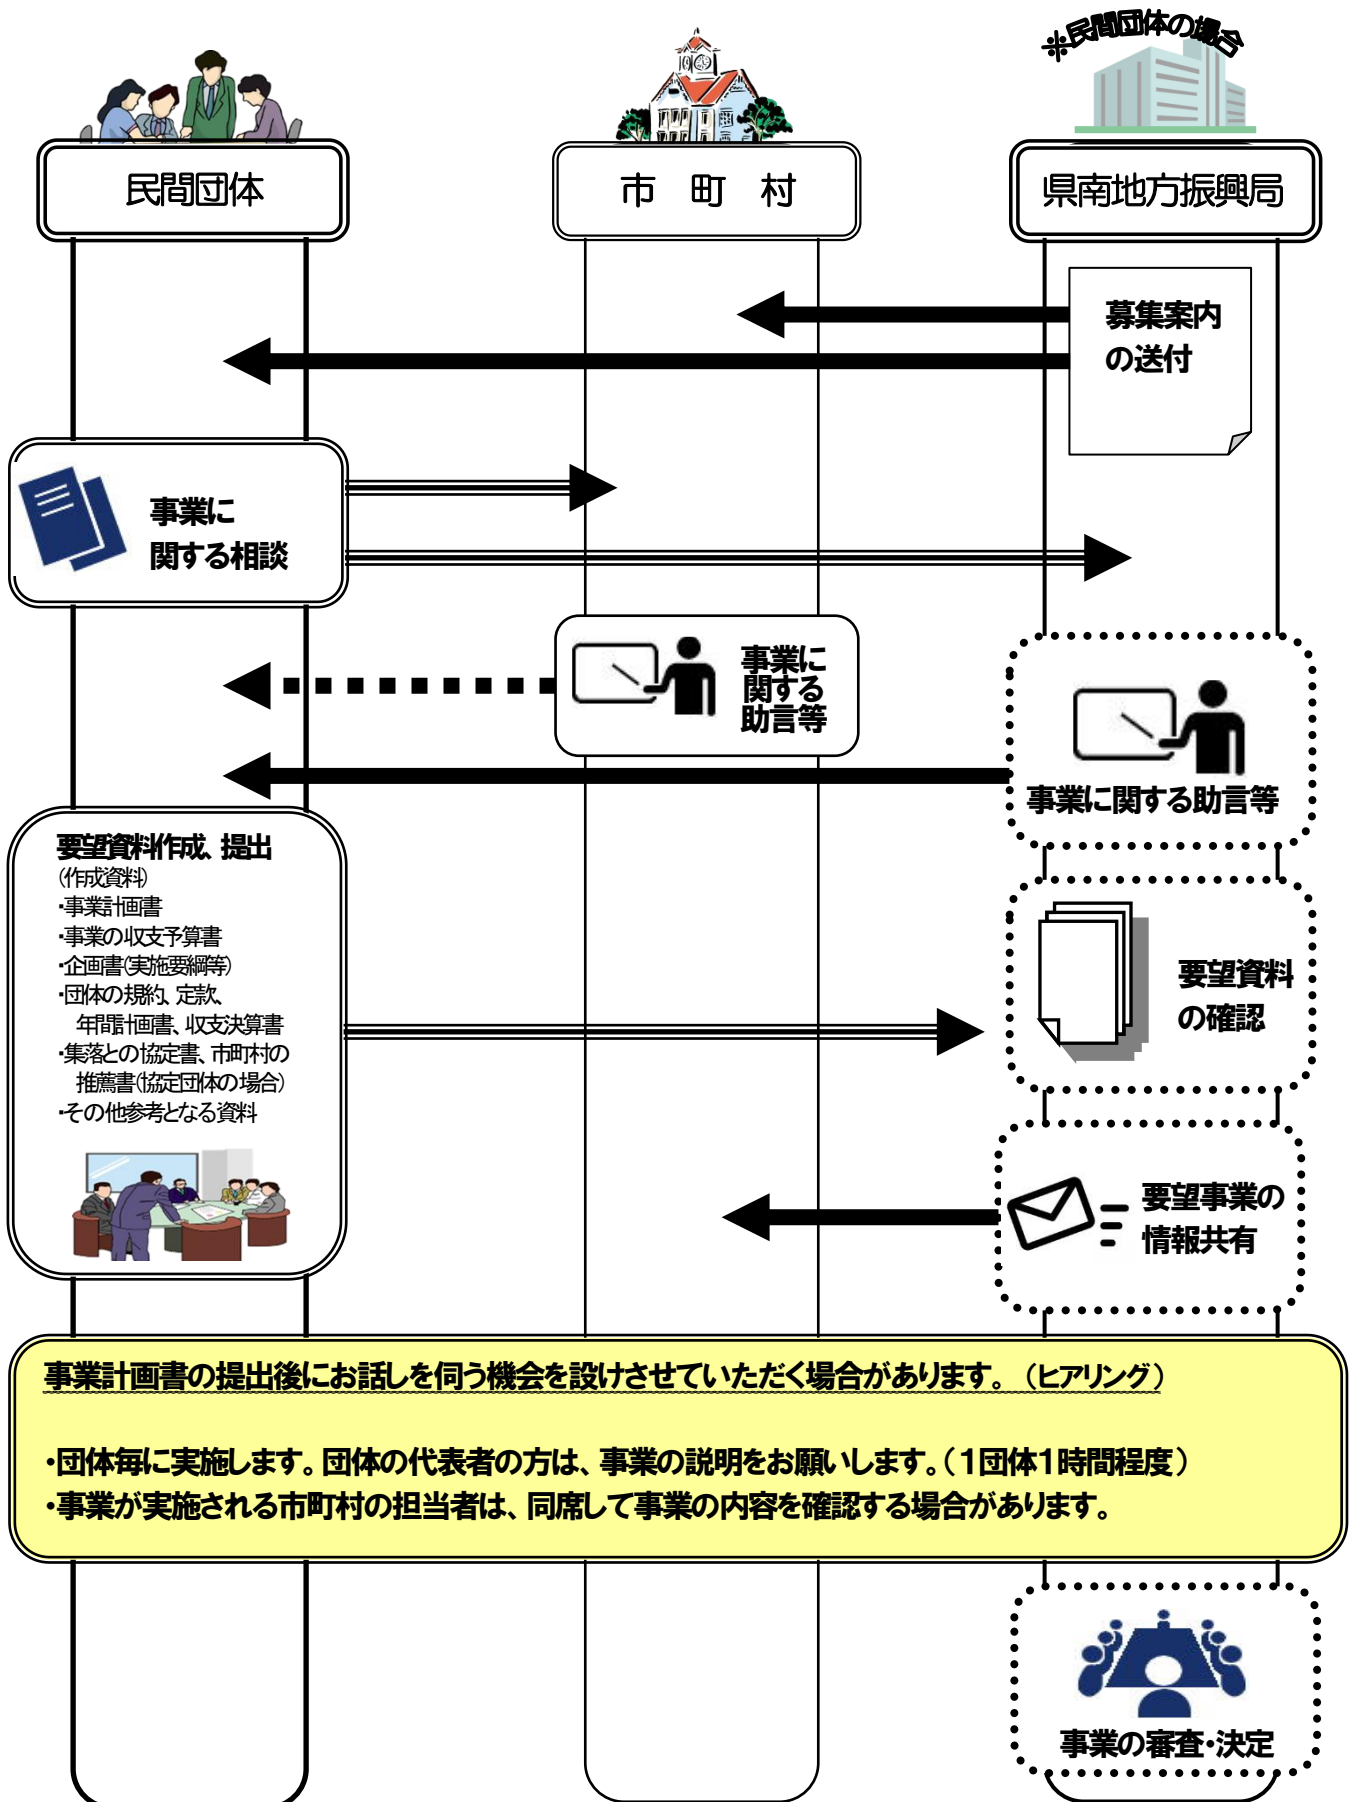 ※民間団体の場合
民間団体
市 町 村
県南地方振興局
募集案内
の送付
事業に
関する相談
事業に
関する
助言等
事業に関する助言等
要望資料作成、提出
(作成資料)
・事業計画書
・事業の収支予算書
・企画書(実施要綱等)
・団体の規約、定款、
年間計画書、収支決算書
・集落との協定書、市町村の
推薦書(協定団体の場合)
・その他参考となる資料
要望資料
の確認
要望事業の
情報共有
事業計画書の提出後にお話しを伺う機会を設けさせていただく場合があります。（ヒアリング）
・団体毎に実施します。団体の代表者の方は、事業の説明をお願いします。（１団体１時間程度）
・事業が実施される市町村の担当者は、同席して事業の内容を確認する場合があります。
事業の審査・決定